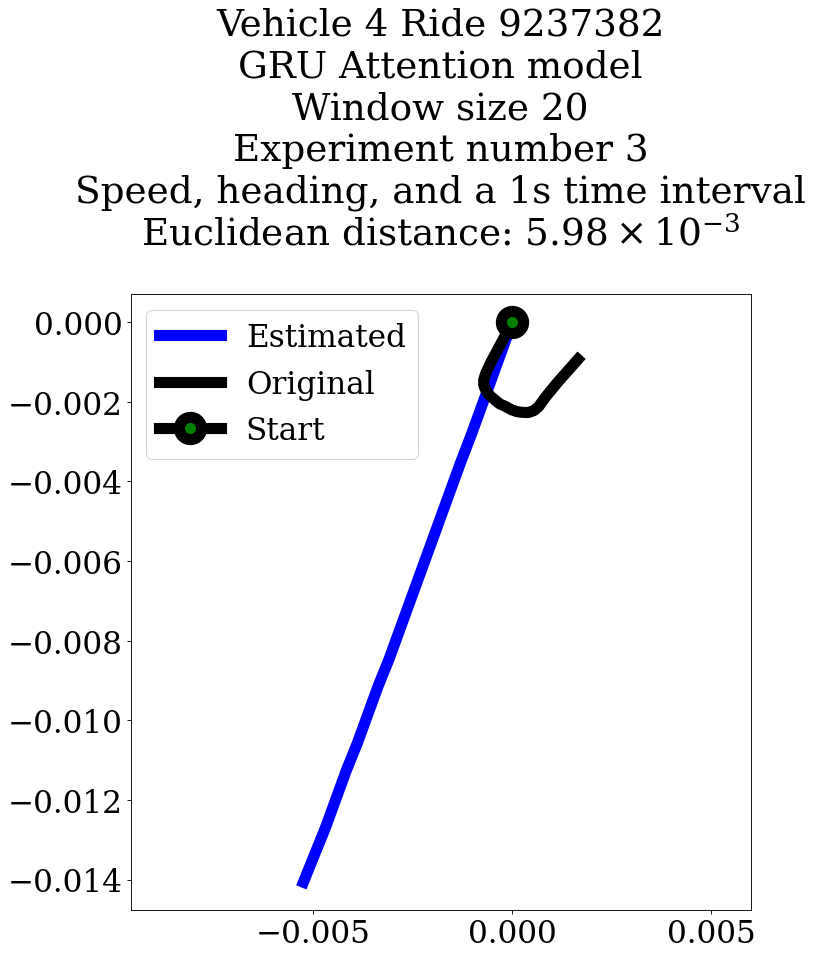 Vehicle 4 Ride 9237382
GRU Attention model
Window size 20
Experiment number 3
Speed, heading, and a 1s time interval
Euclidean distance: 5.98 × 10⁻³
Estimated
Original
Start
0.000
−0.002
−0.004
−0.006
−0.008
−0.010
−0.012
−0.014
−0.005
0.000
0.005